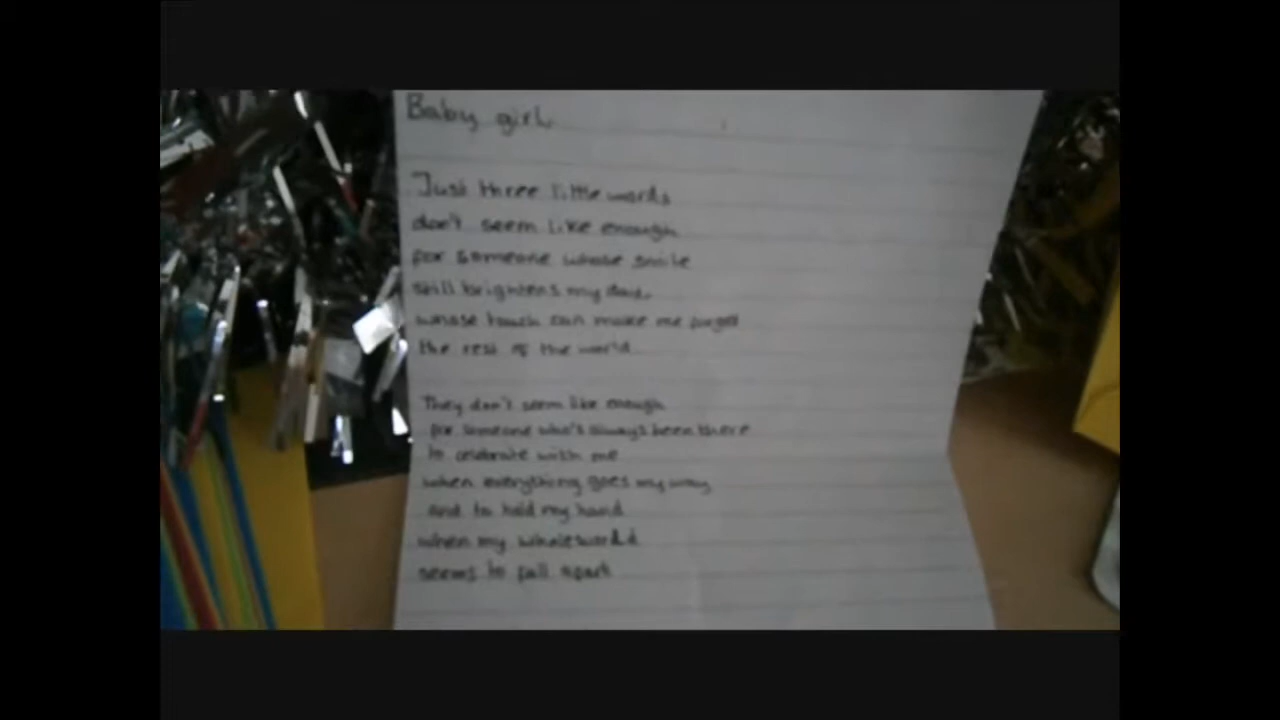 Baby girl,
Just three little words
don't seem like enough
for someone whose smile
still brightens my day,
whose touch can make me forget
the rest of the world.
They don't seem like enough
for someone who's always been there
to celebrate with me
when everything goes my way
and to hold my hand
when my whole world
seems to fall apart